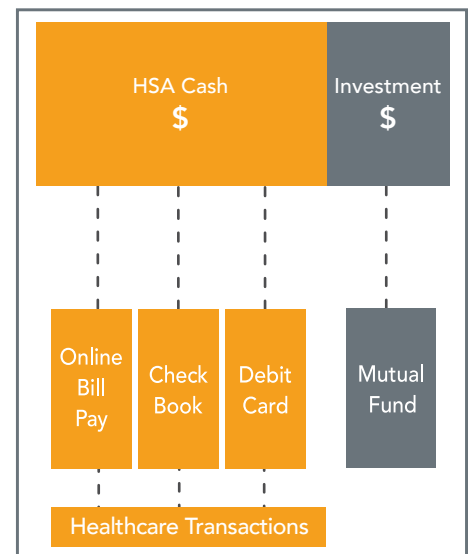 HSA Cash
$
Investment
$
Online
Bill
Pay
Check
Book
Debit
Card
Mutual
Fund
Healthcare Transactions